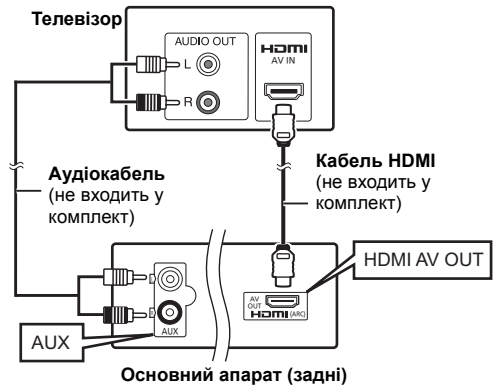 Телевізор
AUDIO OUT
L
R
HDMI
AV IN
Аудіокабель
(не входить у
комплект)
Кабель HDMI
(не входить у
комплект)
HDMI AV OUT
AV
OUT
HDMI (ARC)
AUX
AUX
Основний апарат (задні)